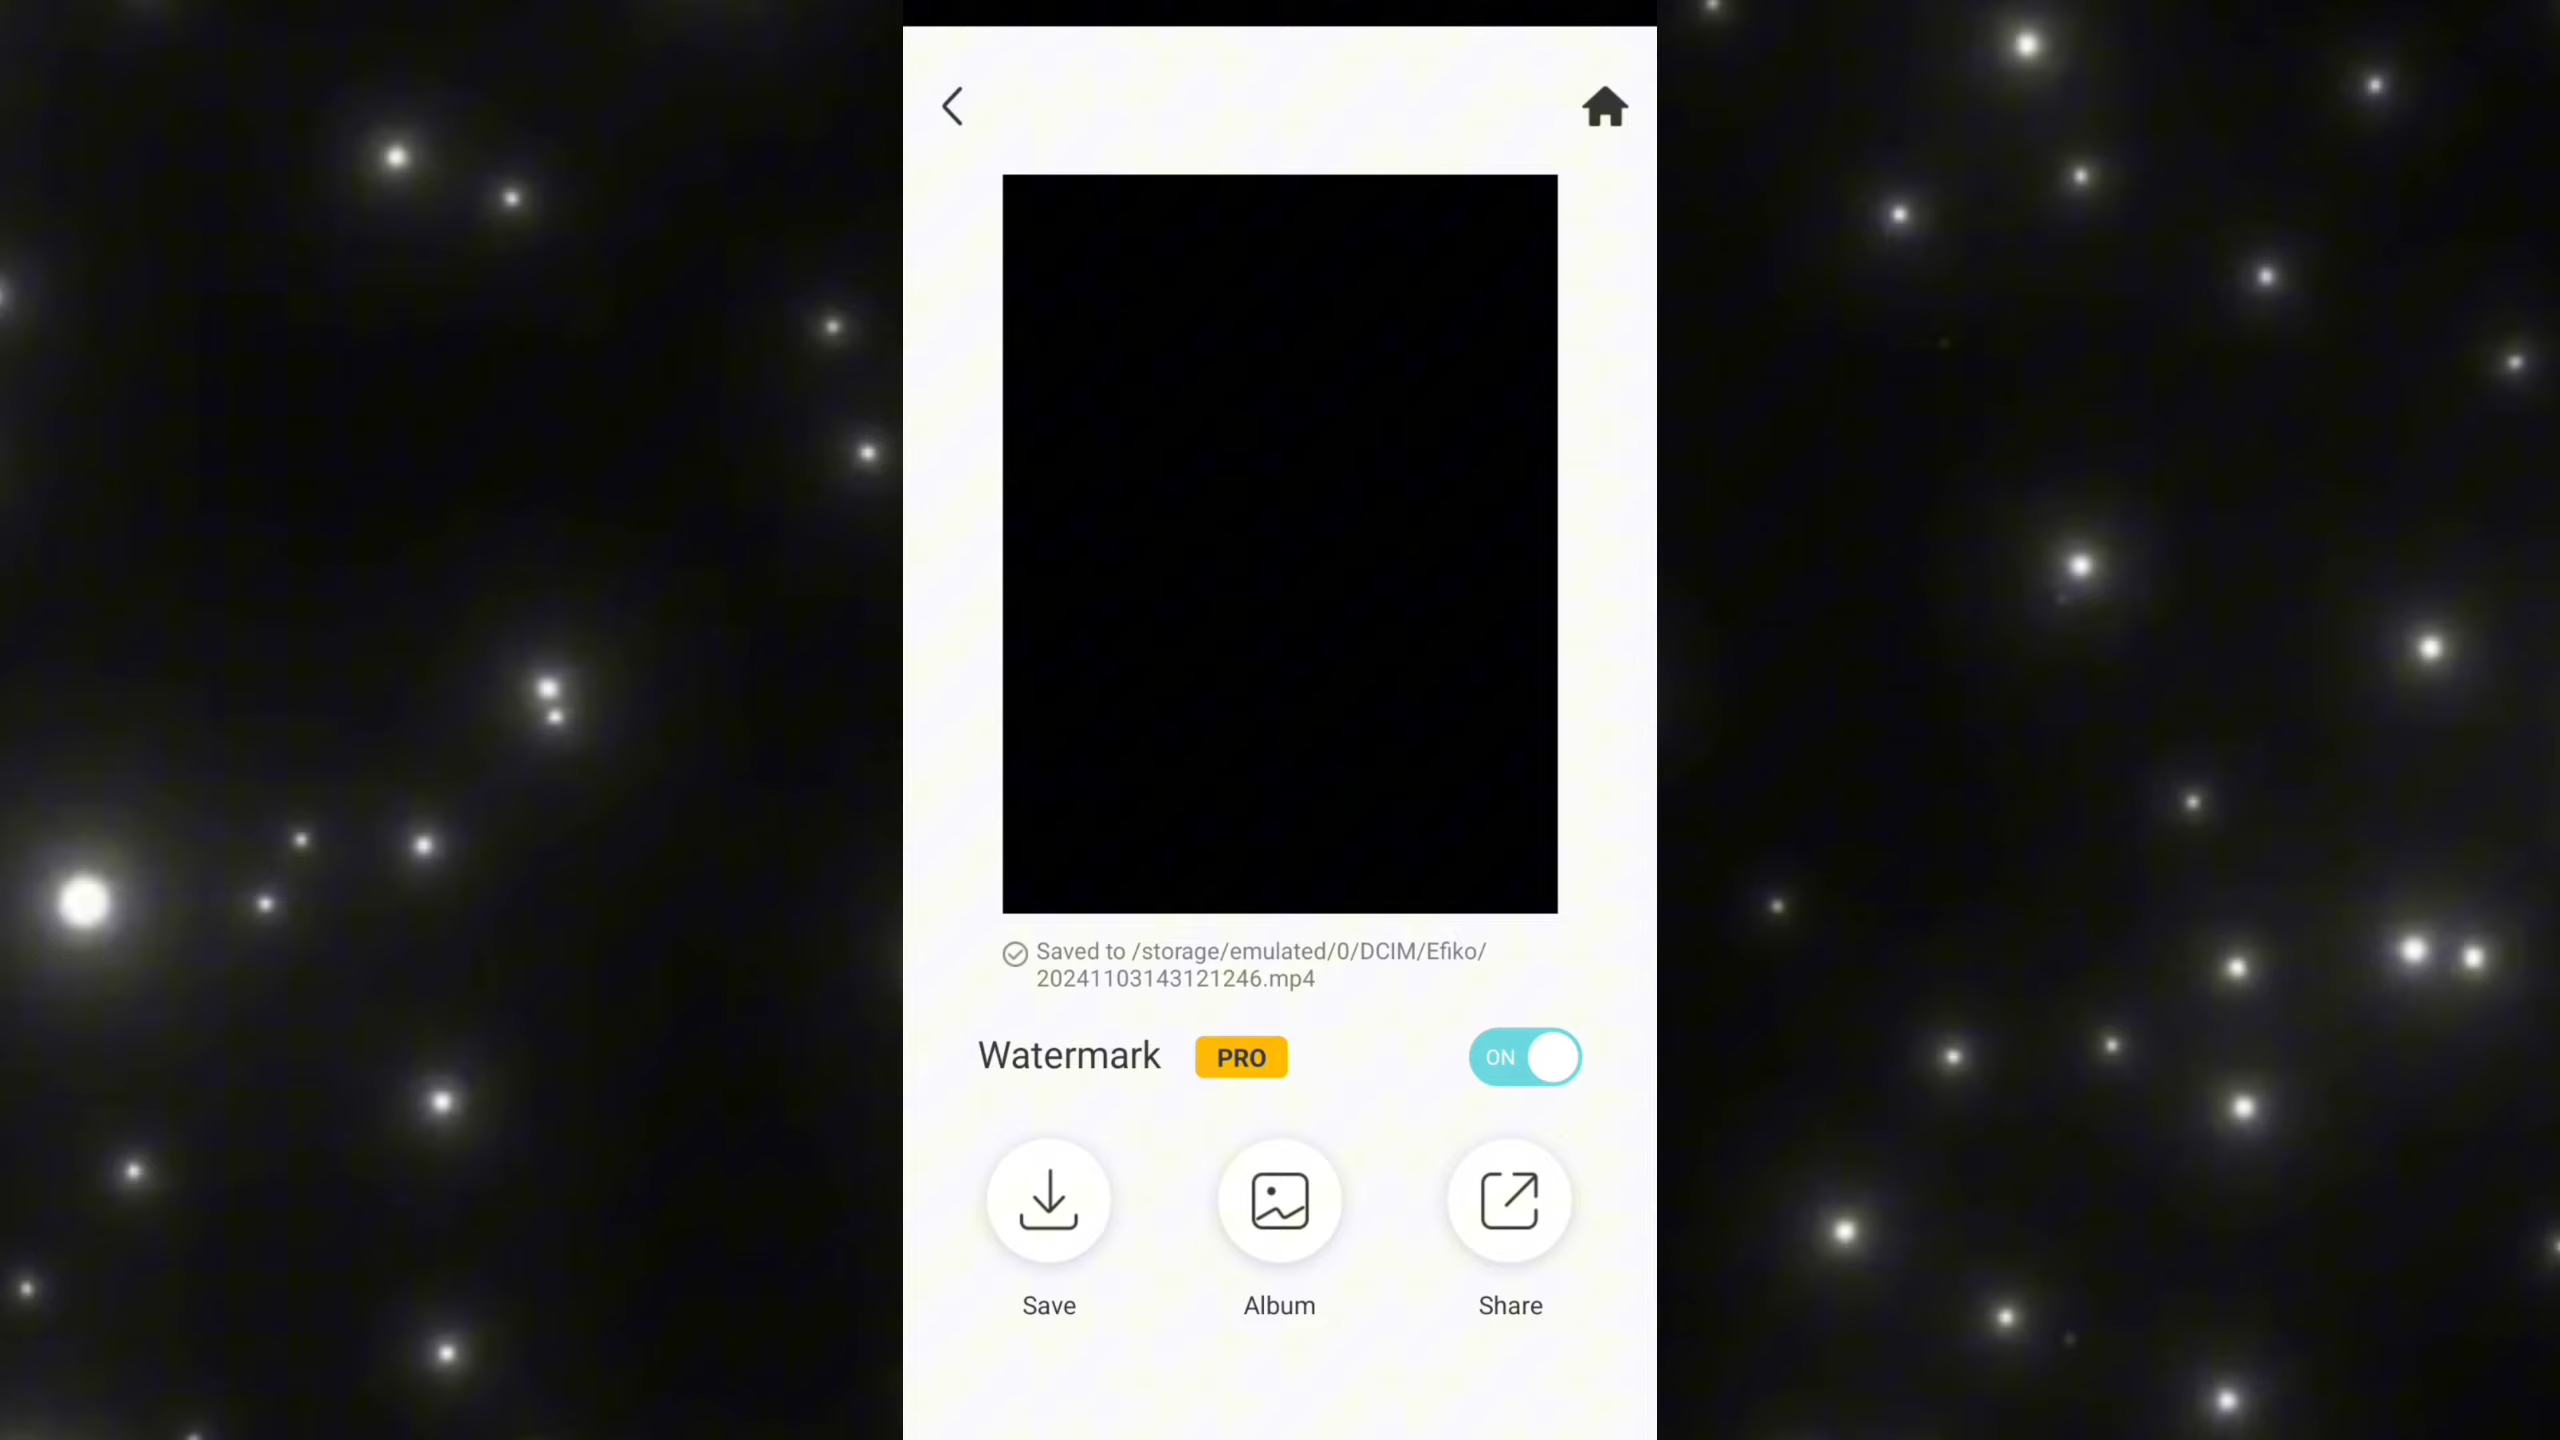 Saved to /storage/emulated/0/DCIM/Efiko/
20241103143121246.mp4
Watermark PRO ON
Save Album Share